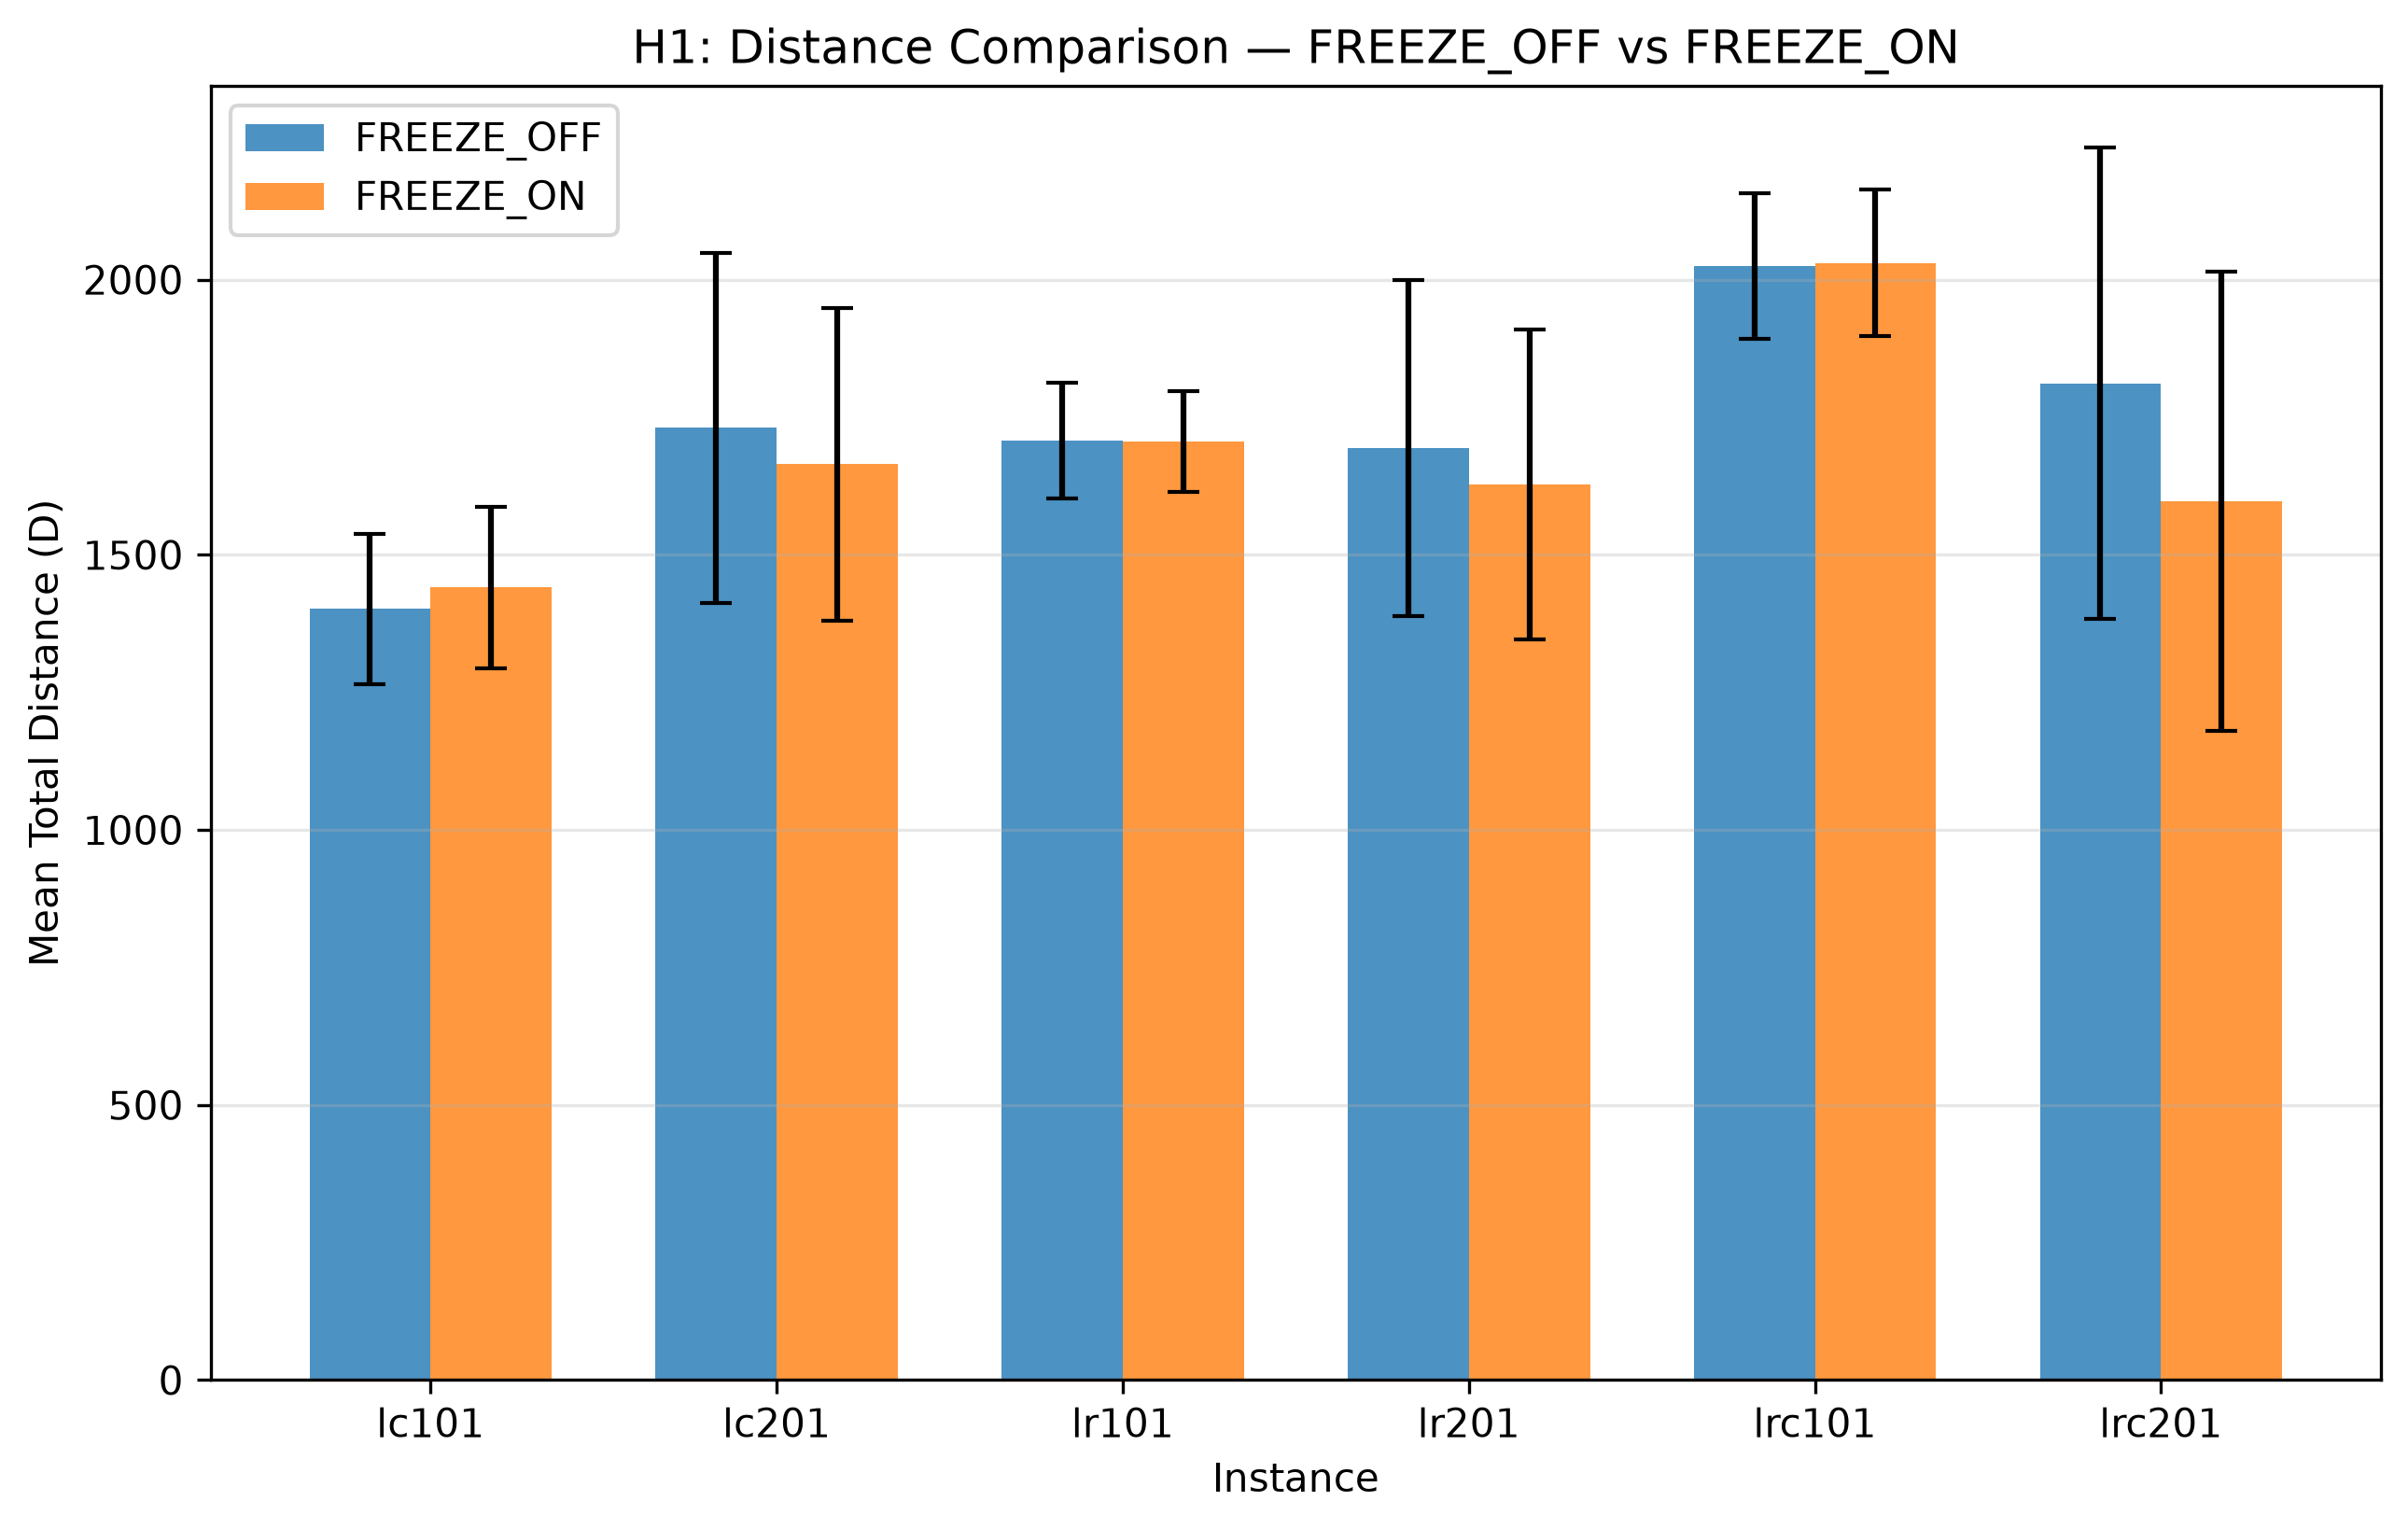 H1: Distance Comparison — FREEZE_OFF vs FREEZE_ON
FREEZE_OFF
FREEZE_ON
Mean Total Distance (D)
2000
1500
1000
500
0
lc101
lc201
lr101
lr201
lrc101
lrc201
Instance